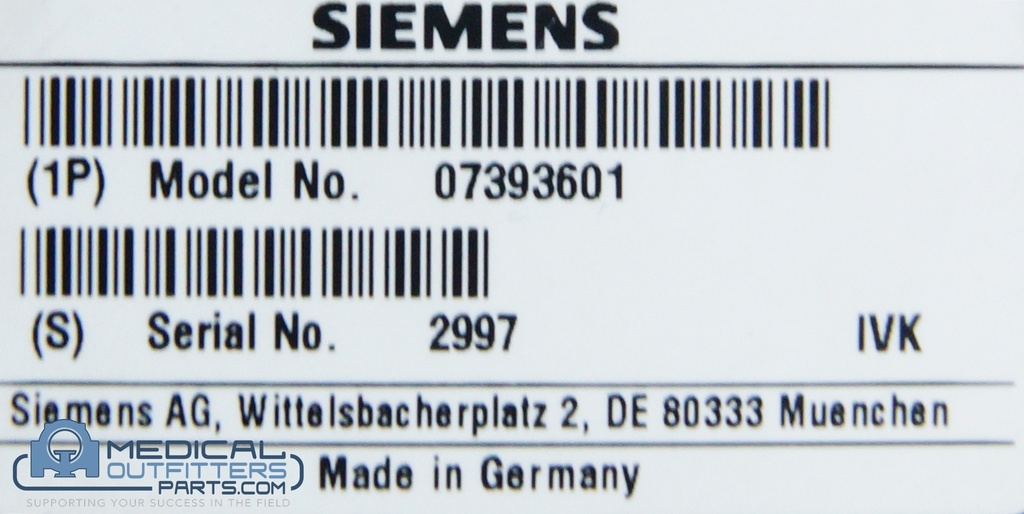 SIEMENS
(1P) Model No. 07393601
(S) Serial No. 2997 IVK
Siemens AG, Wittelsbacherplatz 2, DE 80333 Muenchen
Made in Germany
MEDICAL
OUTFITTERS
PARTS.COM
SUPPORTING YOUR SUCCESS IN THE FIELD